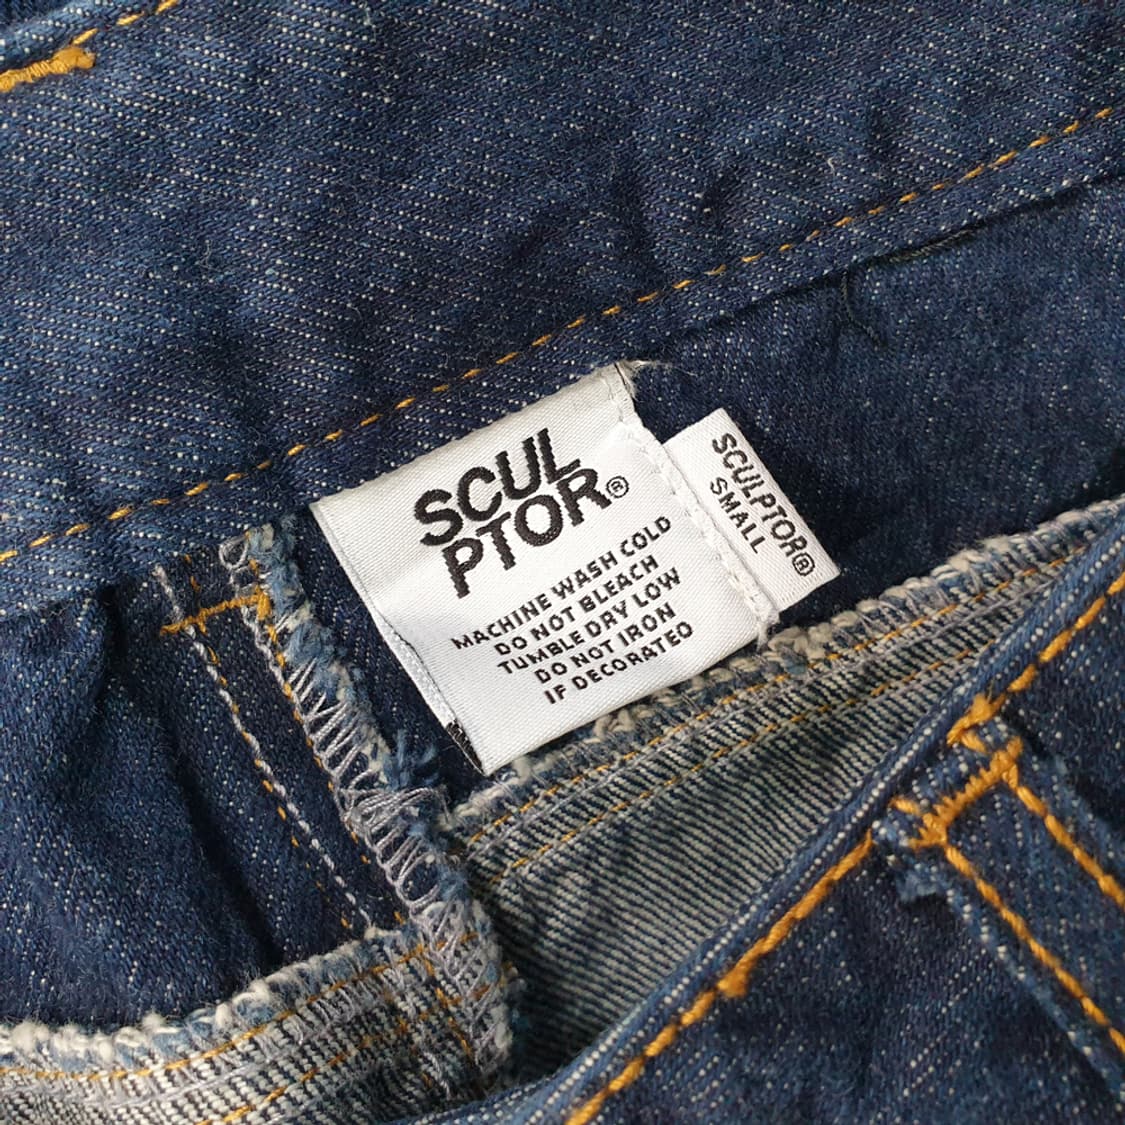 SCUL
PTOR®
MACHINE WASH COLD
DO NOT BLEACH
TUMBLE DRY LOW
DO NOT IRON
IF DECORATED
SCULPTOR®
SMALL